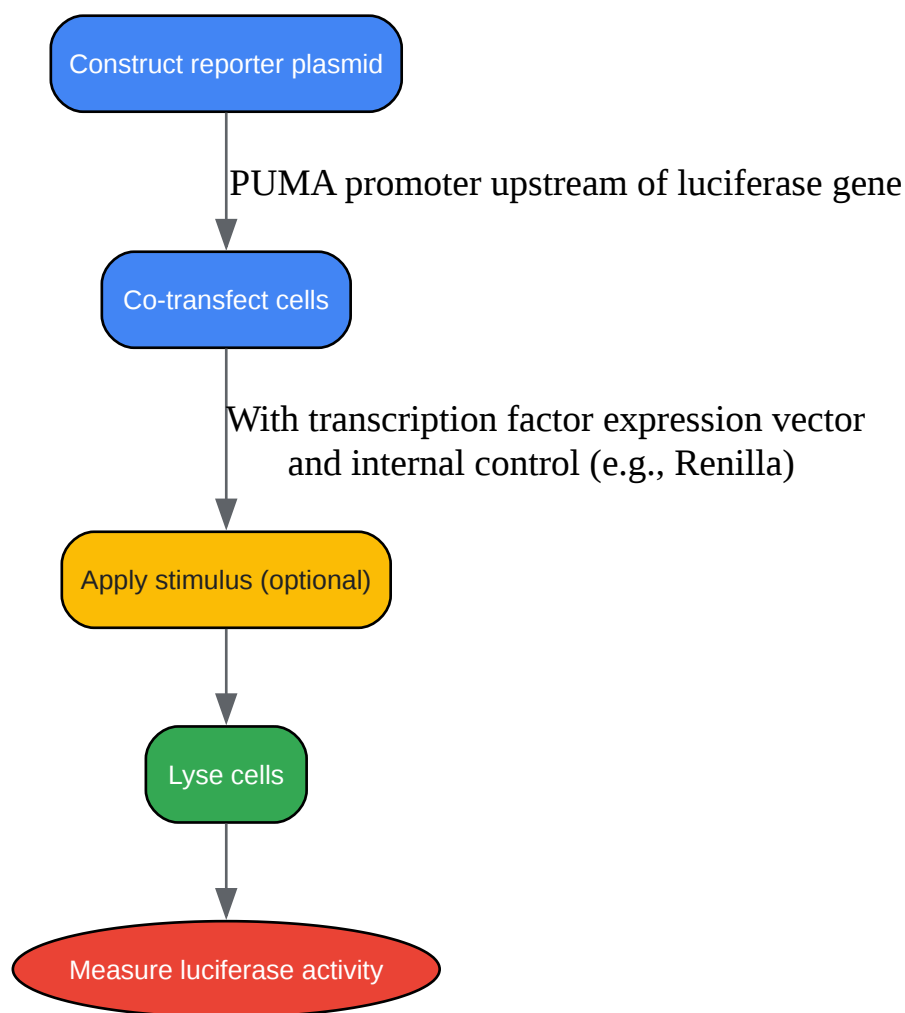 Construct reporter plasmid
PUMA promoter upstream of luciferase gene
Co-transfect cells
With transcription factor expression vector
and internal control (e.g., Renilla)
Apply stimulus (optional)
Lyse cells
Measure luciferase activity